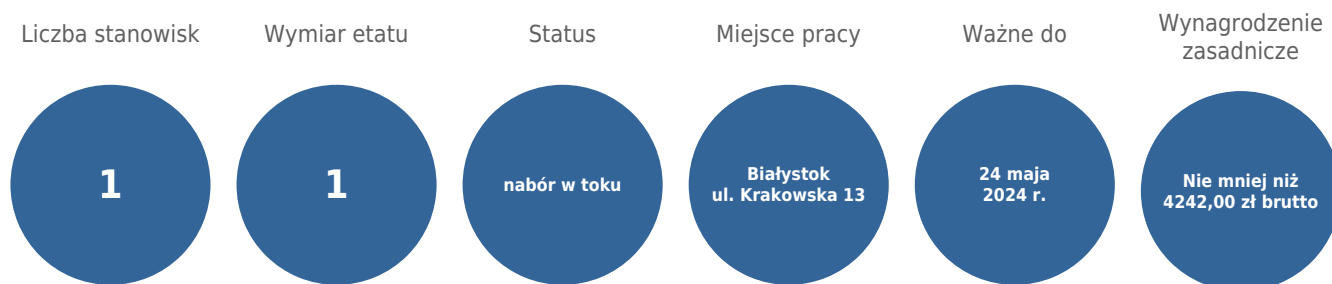 Liczba stanowisk
1
Wymiar etatu
1
Status
nabór w toku
Miejsce pracy
Białystok
ul. Krakowska 13
Ważne do
24 maja
2024 r.
Wynagrodzenie
zasadnicze
Nie mniej niż
4242,00 zł brutto